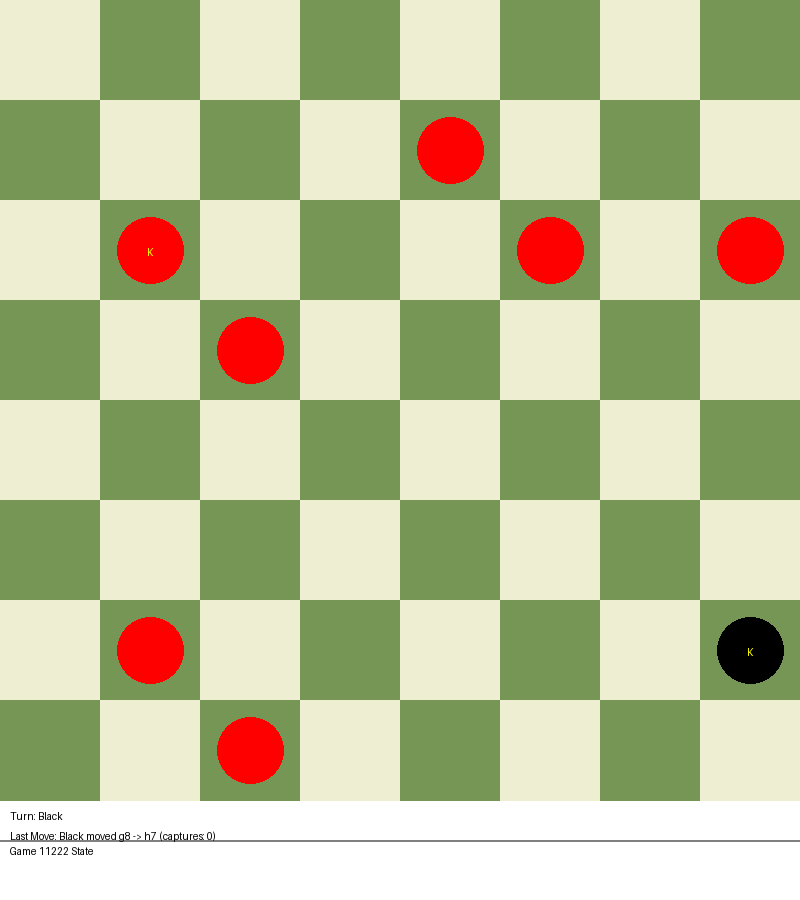 K
K
Turn: Black
Last Move: Black moved g8 -> h7 (captures: 0)
Game 11222 State